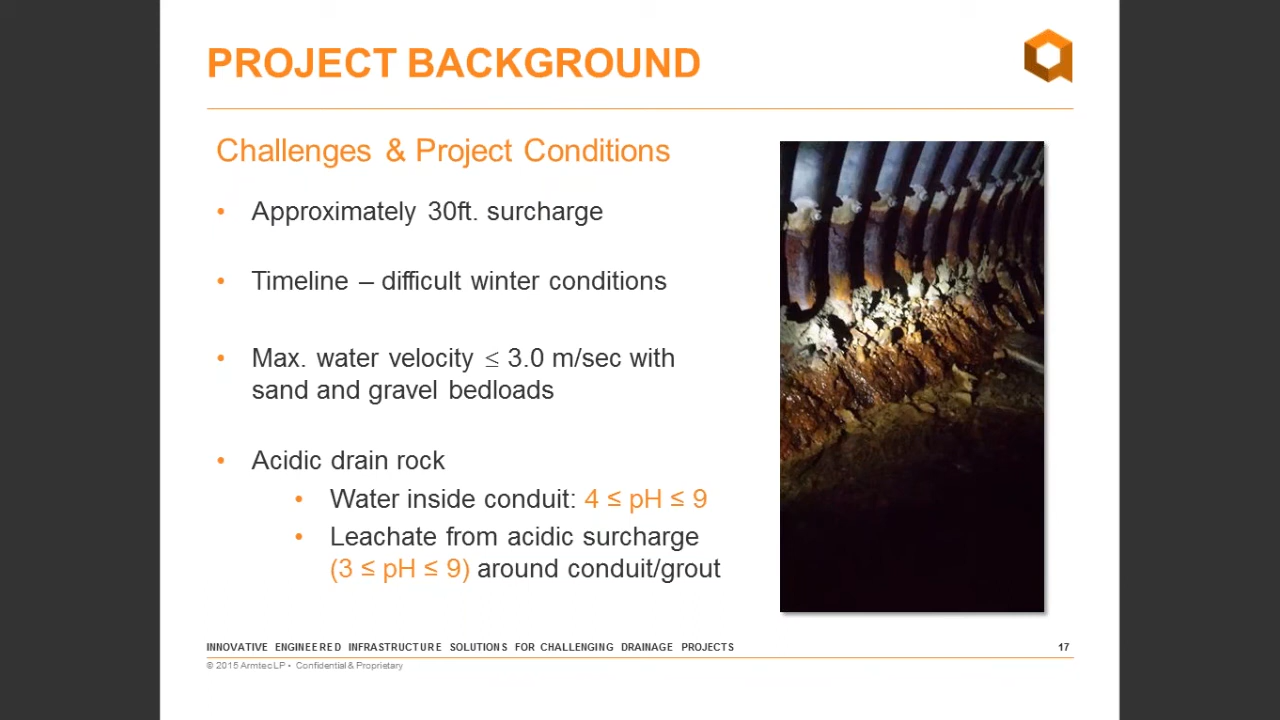 PROJECT BACKGROUND
Challenges & Project Conditions
• Approximately 30ft. surcharge
• Timeline – difficult winter conditions
• Max. water velocity ≤ 3.0 m/sec with
sand and gravel bedloads
• Acidic drain rock
• Water inside conduit: 4 ≤ pH ≤ 9
• Leachate from acidic surcharge
(3 ≤ pH ≤ 9) around conduit/grout
INNOVATIVE ENGINEERED INFRASTRUCTURE SOLUTIONS FOR CHALLENGING DRAINAGE PROJECTS 17
© 2015 Armtec LP • Confidential & Proprietary